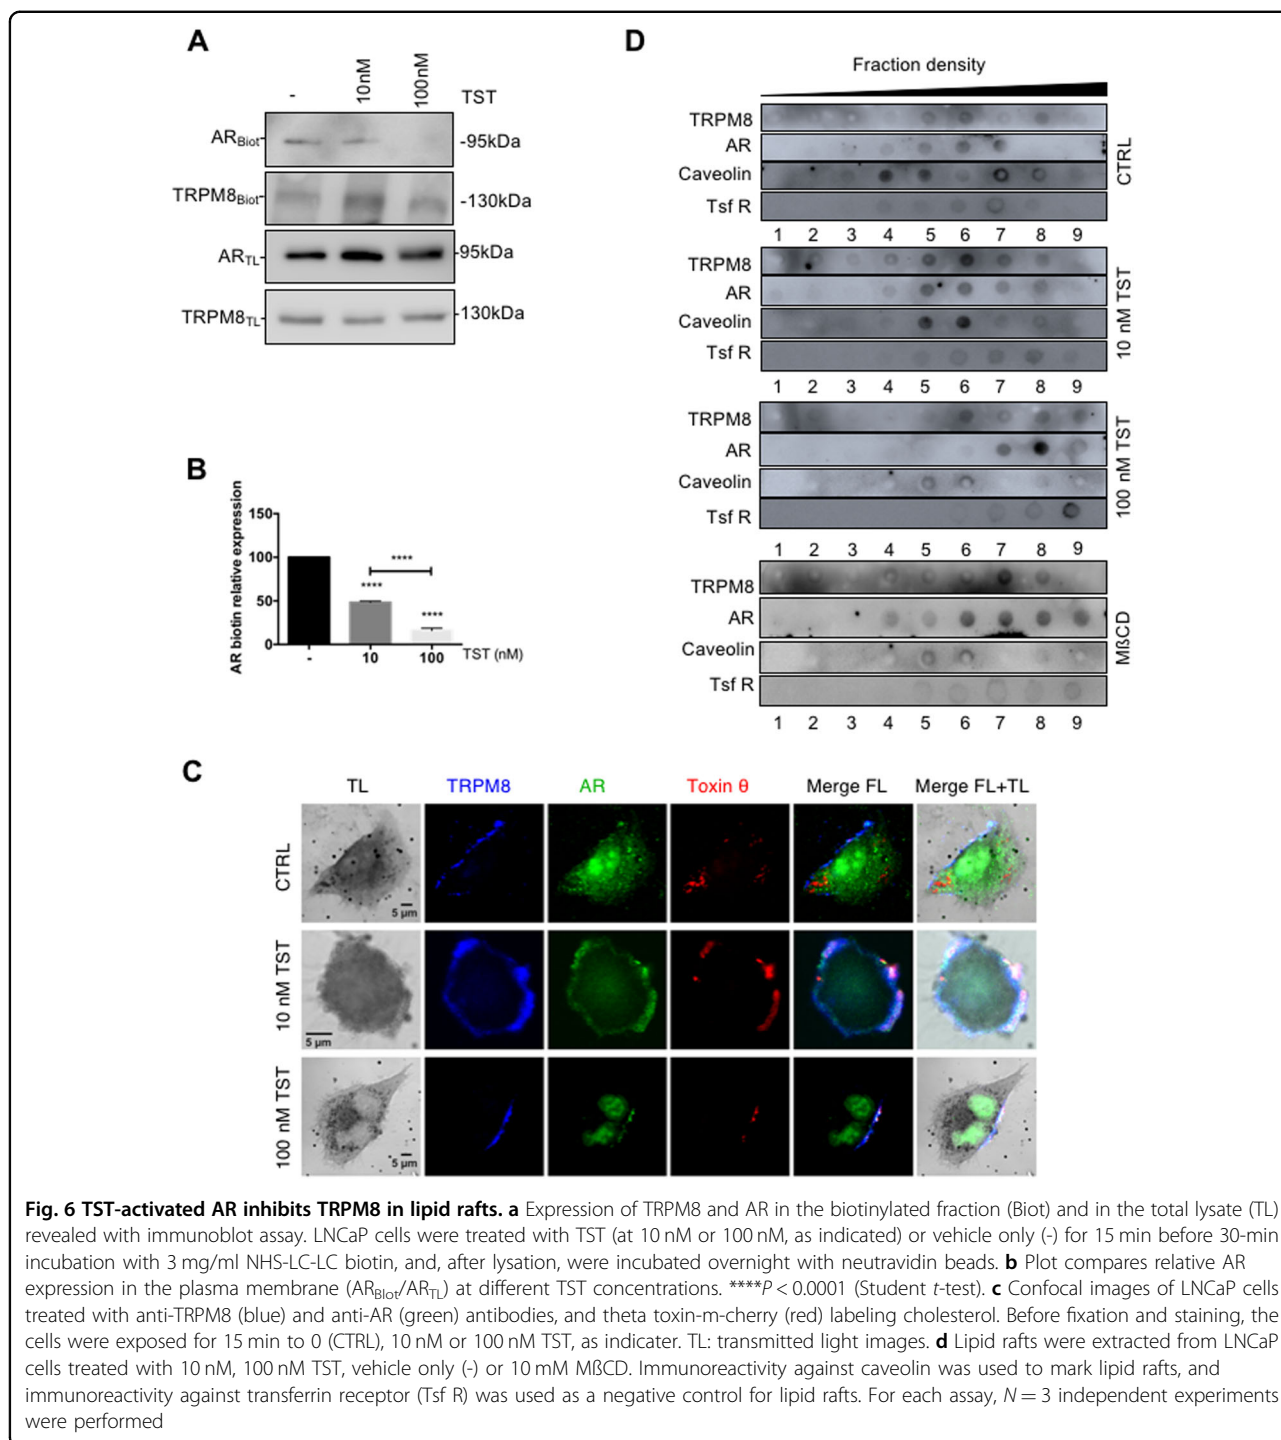 A
- 10nM 100nM TST
AR Biot -95kDa
TRPM8 Biot -130kDa
AR TL -95kDa
TRPM8 TL -130kDa
B
AR biotin relative expression
150
100
50
0
****
****
****
- 10 100 TST (nM)
D
Fraction density
TRPM8
AR
Caveolin
Tsf R
CTRL
1 2 3 4 5 6 7 8 9
TRPM8
AR
Caveolin
Tsf R
10 nM TST
1 2 3 4 5 6 7 8 9
TRPM8
AR
Caveolin
Tsf R
100 nM TST
1 2 3 4 5 6 7 8 9
TRPM8
AR
Caveolin
Tsf R
MßCD
1 2 3 4 5 6 7 8 9
C
TL TRPM8 AR Toxin θ Merge FL Merge FL+TL
CTRL
5 µm
10 nM TST
5 µm
100 nM TST
5 µm
Fig. 6 TST-activated AR inhibits TRPM8 in lipid rafts. a Expression of TRPM8 and AR in the biotinylated fraction (Biot) and in the total lysate (TL)
revealed with immunoblot assay. LNCaP cells were treated with TST (at 10 nM or 100 nM, as indicated) or vehicle only (-) for 15 min before 30-min
incubation with 3 mg/ml NHS-LC-LC biotin, and, after lysation, were incubated overnight with neutravidin beads. b Plot compares relative AR
expression in the plasma membrane (AR Biot/AR TL) at different TST concentrations. ****P < 0.0001 (Student t-test). c Confocal images of LNCaP cells
treated with anti-TRPM8 (blue) and anti-AR (green) antibodies, and theta toxin-m-cherry (red) labeling cholesterol. Before fixation and staining, the
cells were exposed for 15 min to 0 (CTRL), 10 nM or 100 nM TST, as indicater. TL: transmitted light images. d Lipid rafts were extracted from LNCaP
cells treated with 10 nM, 100 nM TST, vehicle only (-) or 10 mM MßCD. Immunoreactivity against caveolin was used to mark lipid rafts, and
immunoreactivity against transferrin receptor (Tsf R) was used as a negative control for lipid rafts. For each assay, N = 3 independent experiments
were performed